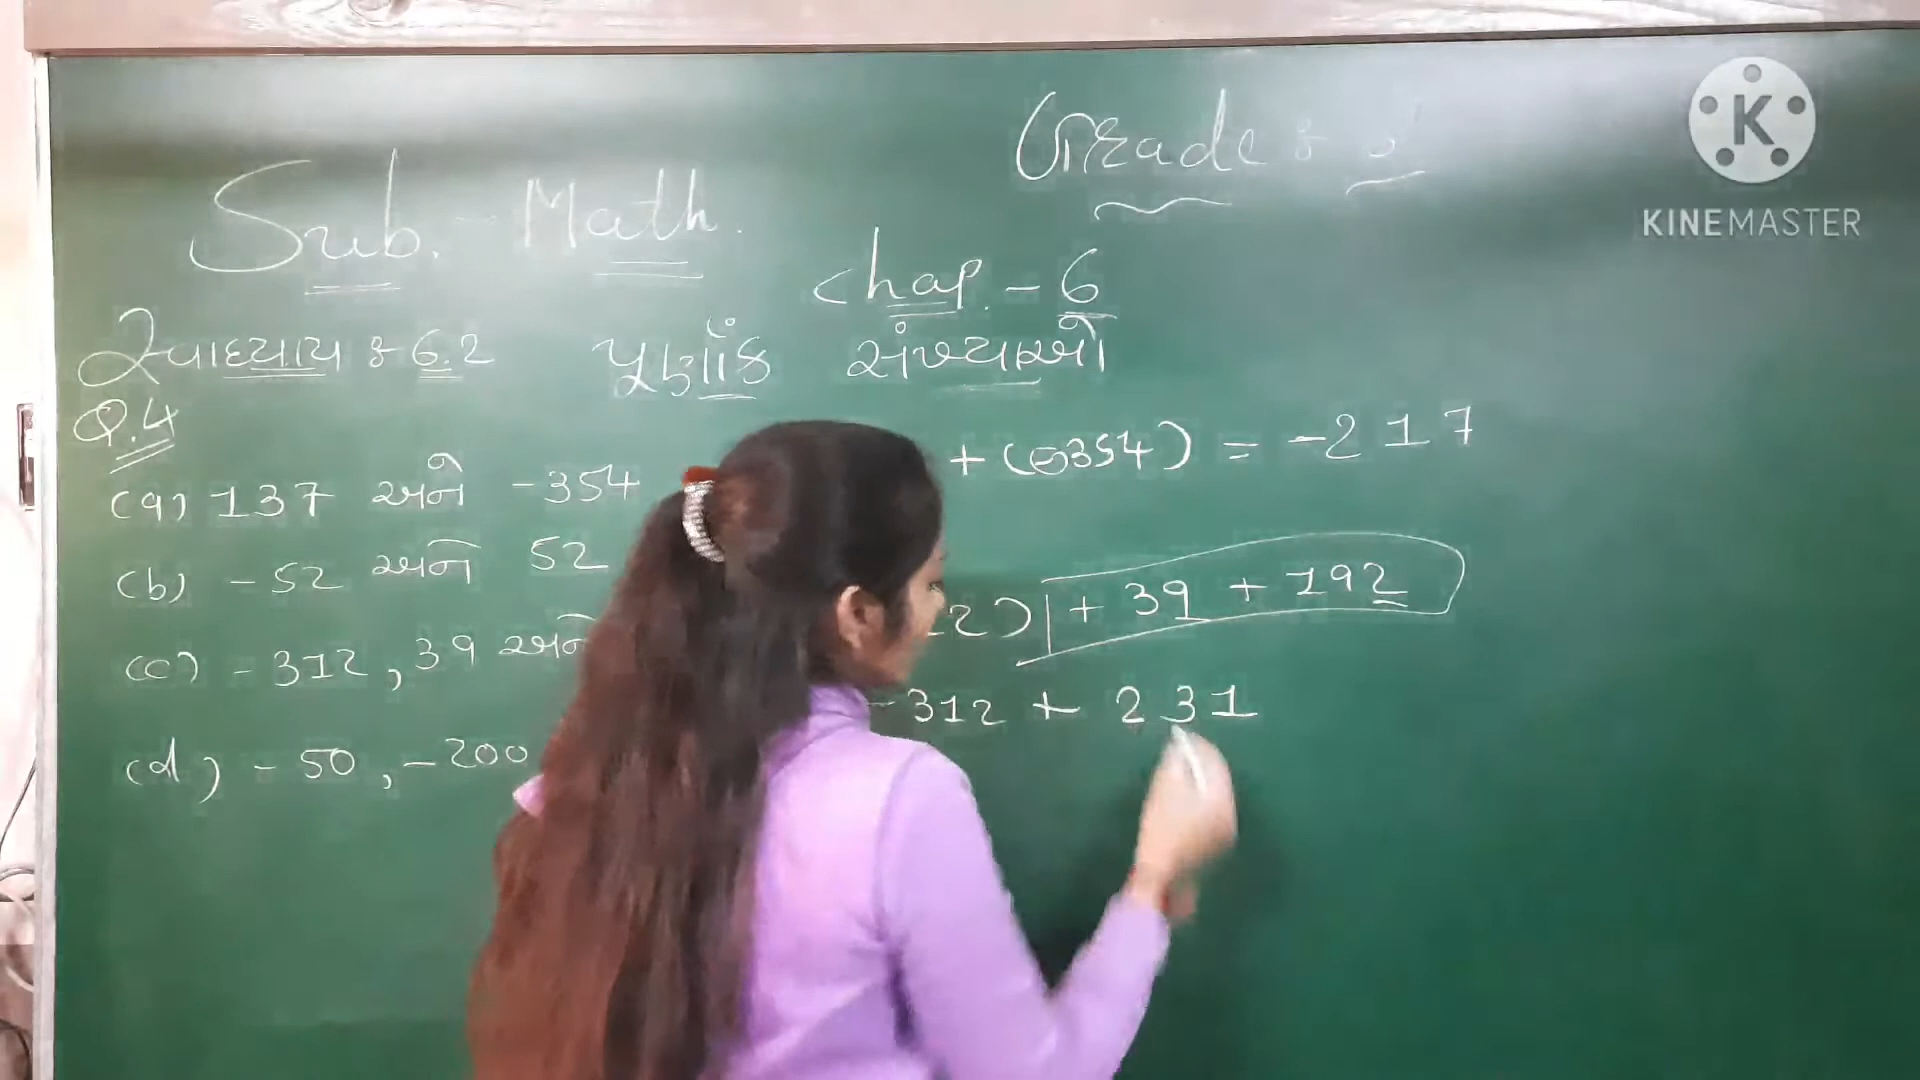 Grade :
Sub. - Math.
Chap. - 6
સ્વાધ્યાય : 6.2 પૂર્ણાંક સંખ્યાઓ
Q.4
(a) 137 અને -354 + (-354) = -217
(b) -52 અને 52
(c) -312, 39 અને 12) + 39 + 192
-312 + 231
(d) -50, -200
KINEMASTER